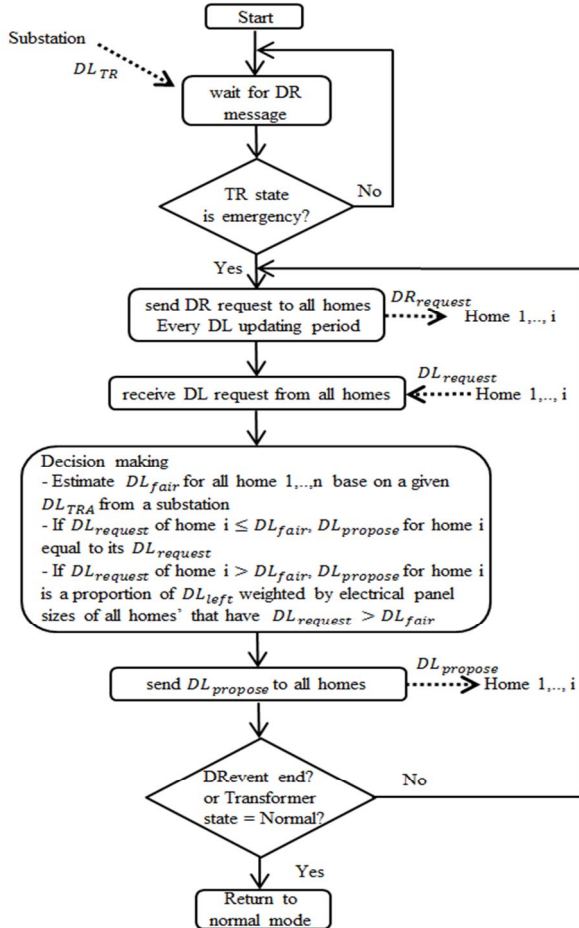 Start
Substation
DL_TR
wait for DR
message
No
TR state
is emergency?
Yes
send DR request to all homes
Every DL updating period
DR_request
Home 1,.., i
receive DL request from all homes
DL_request
Home 1,.., i
Decision making
- Estimate DL_fair for all home 1,..,n base on a given
DL_TRA from a substation
- If DL_request of home i ≤ DL_fair, DL_propose for home i
equal to its DL_request
- If DL_request of home i > DL_fair, DL_propose for home i
is a proportion of DL_left weighted by electrical panel
sizes of all homes' that have DL_request > DL_fair
send DL_propose to all homes
DL_propose
Home 1,.., i
DRevent end?
or Transformer
state = Normal?
No
Yes
Return to
normal mode